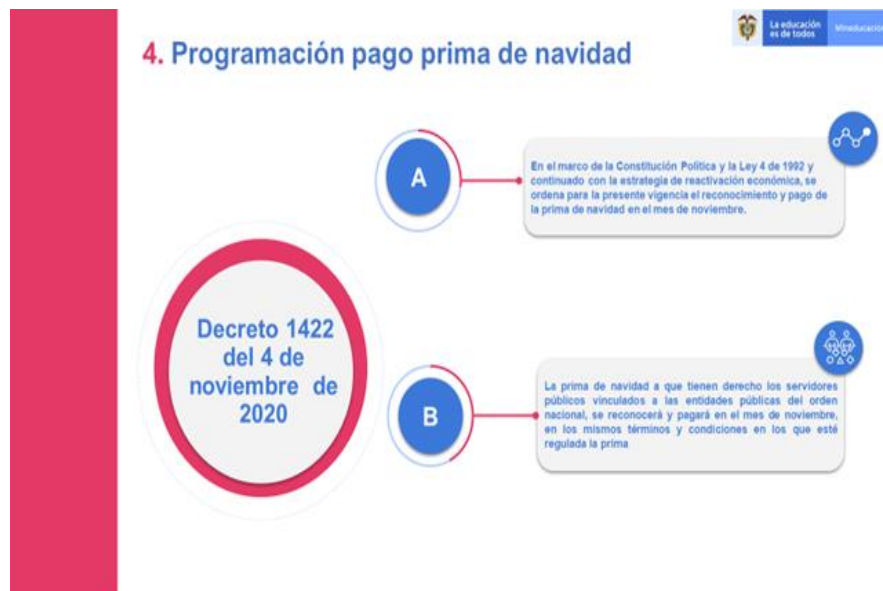 La educación
es de todos
Mineducación
4. Programación pago prima de navidad
A
En el marco de la Constitución Política y la Ley 4 de 1992 y
continuado con la estrategia de reactivación económica, se
ordena para la presente vigencia el reconocimiento y pago de
la prima de navidad en el mes de noviembre.
Decreto 1422
del 4 de
noviembre de
2020
B
La prima de navidad a que tienen derecho los servidores
públicos vinculados a las entidades públicas del orden
nacional, se reconocerá y pagará en el mes de noviembre,
en los mismos términos y condiciones en los que esté
regulada la prima